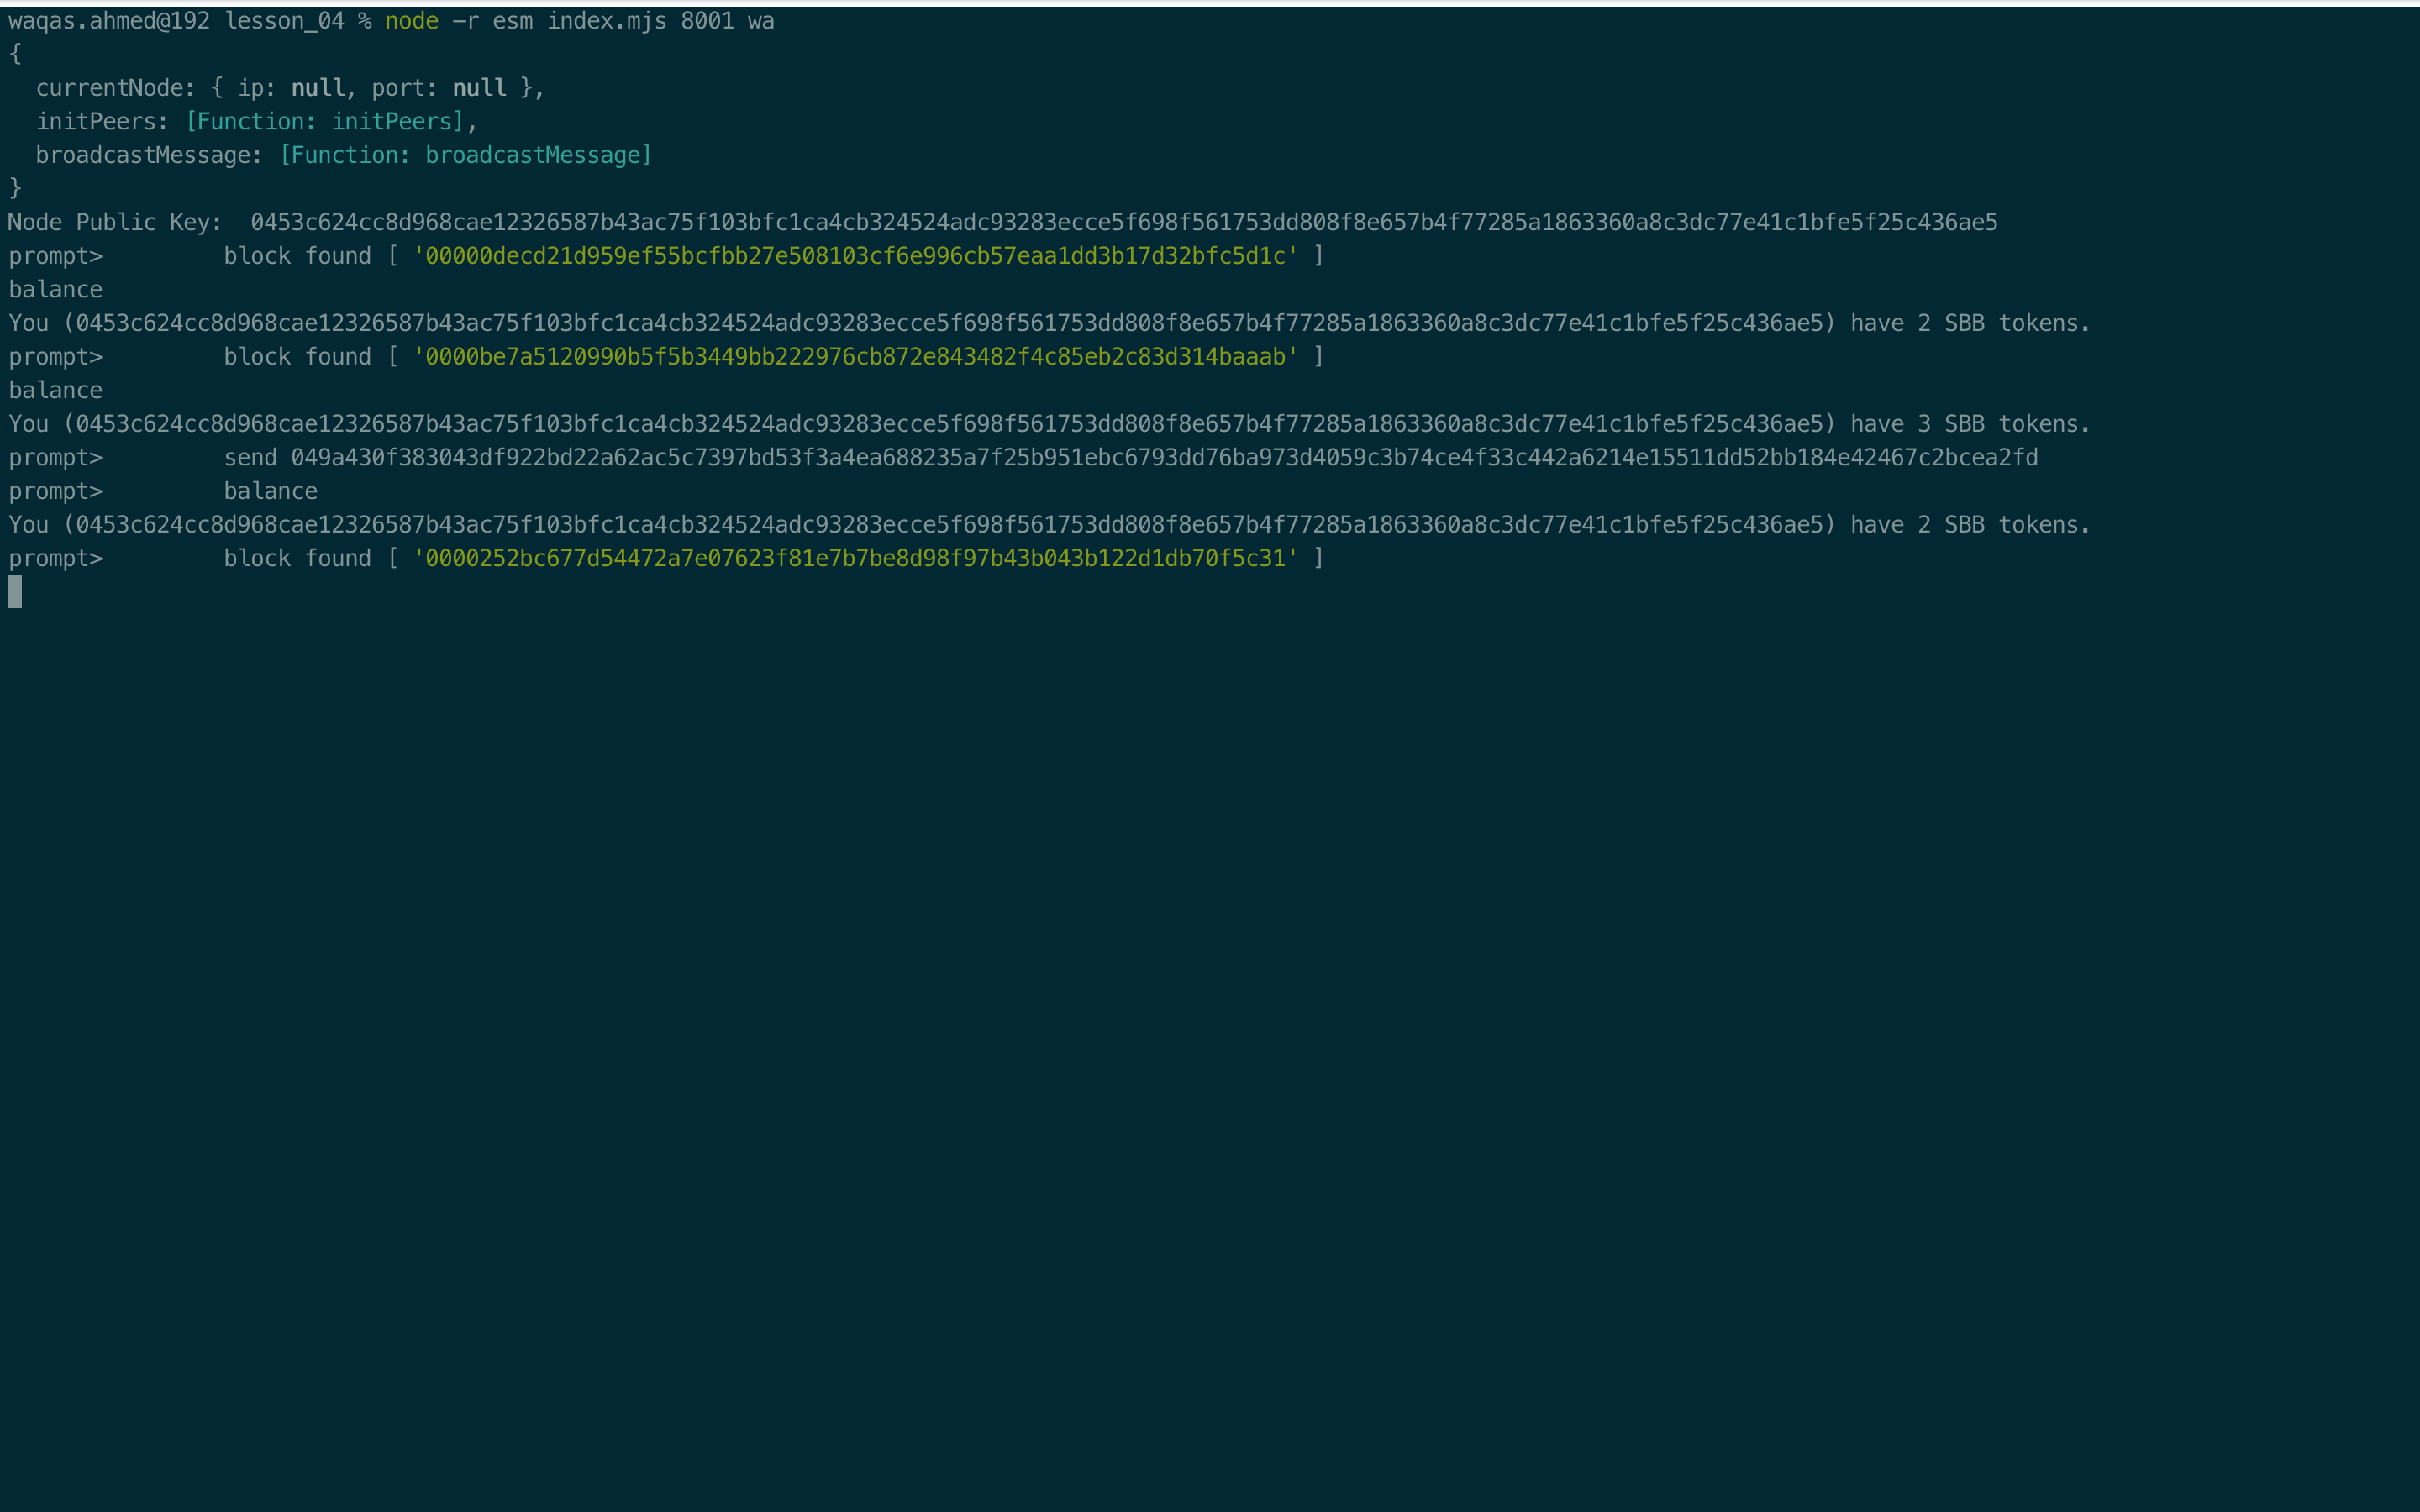 waqas.ahmed@192 lesson_04 % node -r esm index.mjs 8001 wa
{
  currentNode: { ip: null, port: null },
  initPeers: [Function: initPeers],
  broadcastMessage: [Function: broadcastMessage]
}
Node Public Key:  0453c624cc8d968cae12326587b43ac75f103bfc1ca4cb324524adc93283ecce5f698f561753dd808f8e657b4f77285a1863360a8c3dc77e41c1bfe5f25c436ae5
prompt>         block found [ '00000decd21d959ef55bcfbb27e508103cf6e996cb57eaa1dd3b17d32bfc5d1c' ]
balance
You (0453c624cc8d968cae12326587b43ac75f103bfc1ca4cb324524adc93283ecce5f698f561753dd808f8e657b4f77285a1863360a8c3dc77e41c1bfe5f25c436ae5) have 2 SBB tokens.
prompt>         block found [ '0000be7a5120990b5f5b3449bb222976cb872e843482f4c85eb2c83d314baaab' ]
balance
You (0453c624cc8d968cae12326587b43ac75f103bfc1ca4cb324524adc93283ecce5f698f561753dd808f8e657b4f77285a1863360a8c3dc77e41c1bfe5f25c436ae5) have 3 SBB tokens.
prompt>         send 049a430f383043df922bd22a62ac5c7397bd53f3a4ea688235a7f25b951ebc6793dd76ba973d4059c3b74ce4f33c442a6214e15511dd52bb184e42467c2bcea2fd
prompt>         balance
You (0453c624cc8d968cae12326587b43ac75f103bfc1ca4cb324524adc93283ecce5f698f561753dd808f8e657b4f77285a1863360a8c3dc77e41c1bfe5f25c436ae5) have 2 SBB tokens.
prompt>         block found [ '0000252bc677d54472a7e07623f81e7b7be8d98f97b43b043b122d1db70f5c31' ]